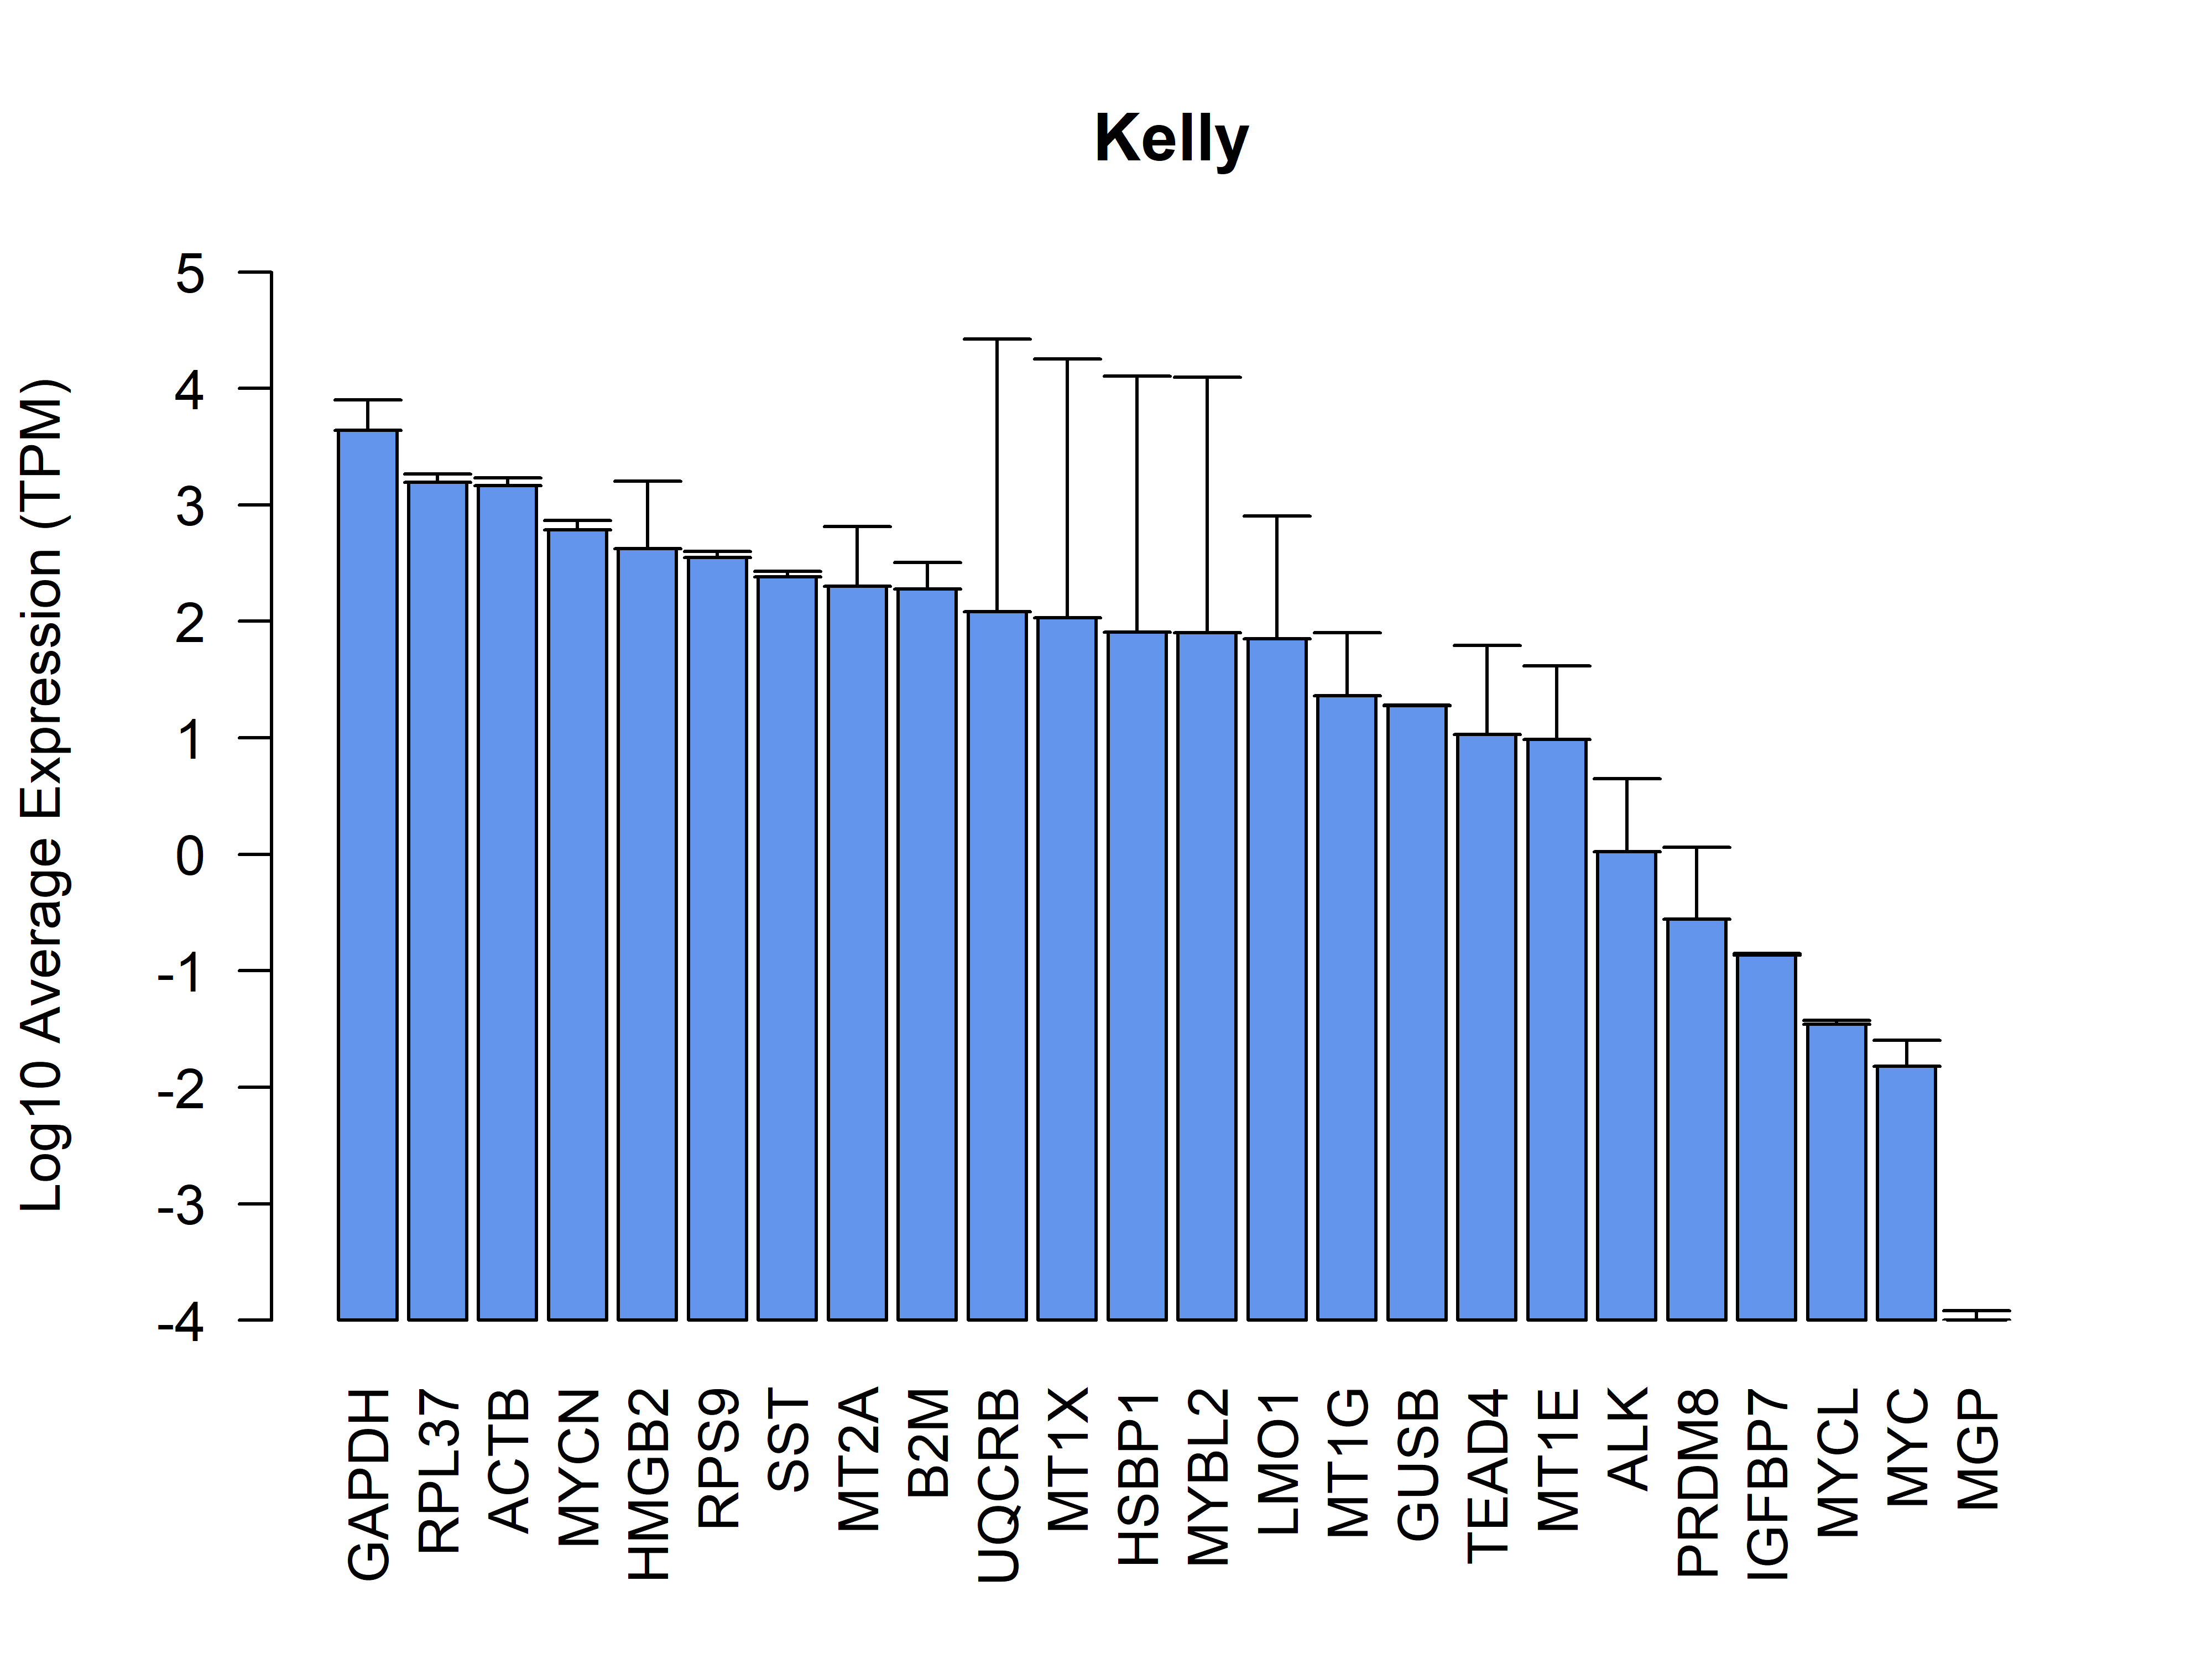 Kelly
Log10 Average Expression (TPM)
5
4
3
2
1
0
-1
-2
-3
-4
GAPDH
RPL37
ACTB
MYCN
HMGB2
RPS9
SST
MT2A
B2M
UQCRB
MT1X
HSBP1
MYBL2
LMO1
MT1G
GUSB
TEAD4
MT1E
ALK
PRDM8
IGFBP7
MYCL
MYC
MGP